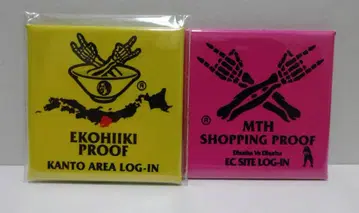 ®
EKOHIIKI
PROOF
KANTO AREA LOG-IN
®
MTH
SHOPPING PROOF
EC SITE LOG-IN